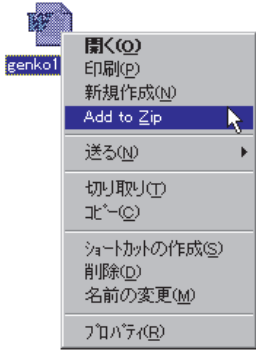 genko1
開く(O)
印刷(P)
新規作成(N)
Add to Zip
送る(N)
切り取り(T)
ｺﾋﾟｰ(C)
ｼｮｰﾄｶｯﾄの作成(S)
削除(D)
名前の変更(M)
ﾌﾟﾛﾊﾟﾃｨ(R)